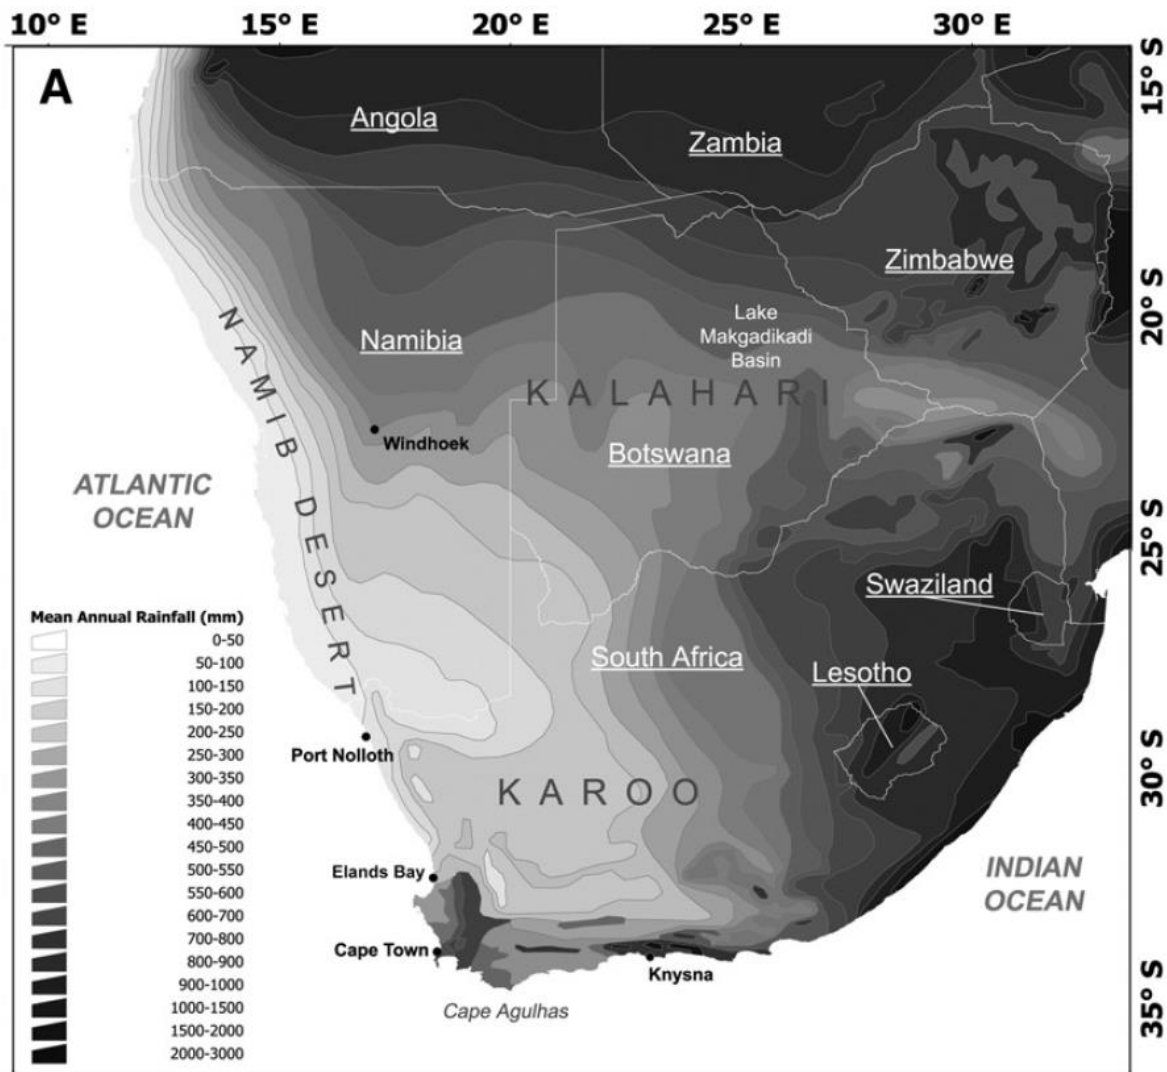 10° E 15° E 20° E 25° E 30° E
A
15° S
20° S
25° S
30° S
35° S
Angola
Zambia
Zimbabwe
Namibia
Lake
Makgadikadi
Basin
KALAHARI
Windhoek
Botswana
NAMIB DESERT
ATLANTIC
OCEAN
Swaziland
South Africa
Lesotho
Port Nolloth
KAROO
Elands Bay
INDIAN
OCEAN
Cape Town
Knysna
Cape Agulhas
Mean Annual Rainfall (mm)
0-50
50-100
100-150
150-200
200-250
250-300
300-350
350-400
400-450
450-500
500-550
550-600
600-700
700-800
800-900
900-1000
1000-1500
1500-2000
2000-3000